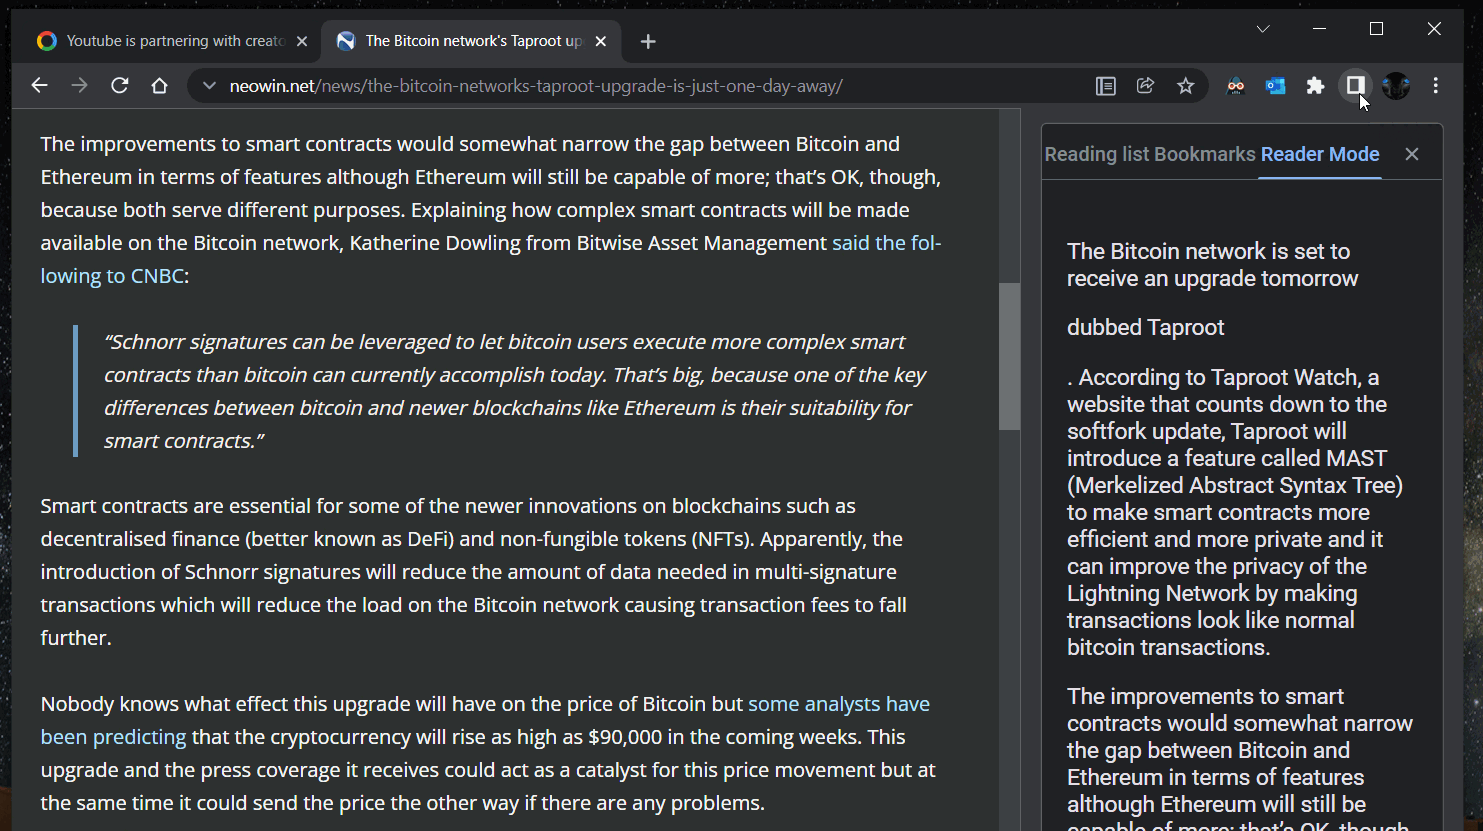 Youtube is partnering with creato
The Bitcoin network's Taproot up
neowin.net/news/the-bitcoin-networks-taproot-upgrade-is-just-one-day-away/
The improvements to smart contracts would somewhat narrow the gap between Bitcoin and
Ethereum in terms of features although Ethereum will still be capable of more; that's OK, though,
because both serve different purposes. Explaining how complex smart contracts will be made
available on the Bitcoin network, Katherine Dowling from Bitwise Asset Management said the fol-
lowing to CNBC:
“Schnorr signatures can be leveraged to let bitcoin users execute more complex smart
contracts than bitcoin can currently accomplish today. That’s big, because one of the key
differences between bitcoin and newer blockchains like Ethereum is their suitability for
smart contracts.”
Smart contracts are essential for some of the newer innovations on blockchains such as
decentralised finance (better known as DeFi) and non-fungible tokens (NFTs). Apparently, the
introduction of Schnorr signatures will reduce the amount of data needed in multi-signature
transactions which will reduce the load on the Bitcoin network causing transaction fees to fall
further.
Nobody knows what effect this upgrade will have on the price of Bitcoin but some analysts have
been predicting that the cryptocurrency will rise as high as $90,000 in the coming weeks. This
upgrade and the press coverage it receives could act as a catalyst for this price movement but at
the same time it could send the price the other way if there are any problems.
Reading list Bookmarks Reader Mode
The Bitcoin network is set to
receive an upgrade tomorrow
dubbed Taproot
. According to Taproot Watch, a
website that counts down to the
softfork update, Taproot will
introduce a feature called MAST
(Merkelized Abstract Syntax Tree)
to make smart contracts more
efficient and more private and it
can improve the privacy of the
Lightning Network by making
transactions look like normal
bitcoin transactions.
The improvements to smart
contracts would somewhat narrow
the gap between Bitcoin and
Ethereum in terms of features
although Ethereum will still be
capable of more; that's OK, though